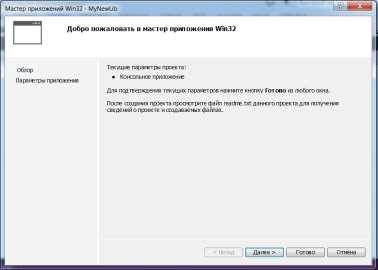 Мастер приложений Win32 - MyNewLib
Добро пожаловать в мастер приложения Win32
Обзор
Параметры приложения
Текущие параметры проекта:
• Консольное приложение
Для подтверждения текущих параметров нажмите кнопку Готово из любого окна.
После создания проекта просмотрите файл readme.txt данного проекта для получения
сведений о проекте и создаваемых файлах.
< Назад
Далее >
Готово
Отмена